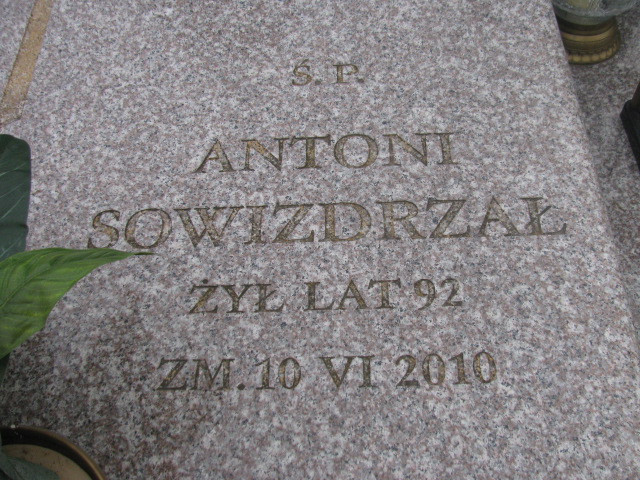 Ś. P.
ANTONI
SOWIZDRZAŁ
ŻYŁ LAT 92
ZM. 10 VI 2010